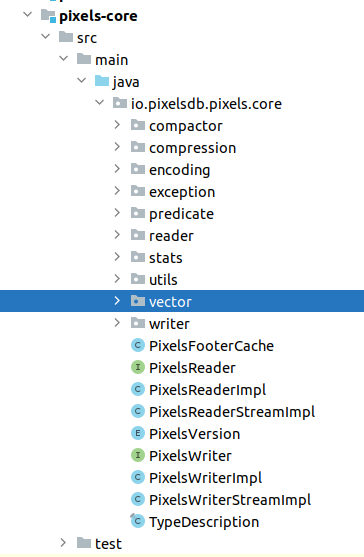 pixels-core
src
main
java
io.pixelsdb.pixels.core
compactor
compression
encoding
exception
predicate
reader
stats
utils
vector
writer
C PixelsFooterCache
I PixelsReader
C PixelsReaderImpl
C PixelsReaderStreamImpl
E PixelsVersion
I PixelsWriter
C PixelsWriterImpl
C PixelsWriterStreamImpl
C TypeDescription
test